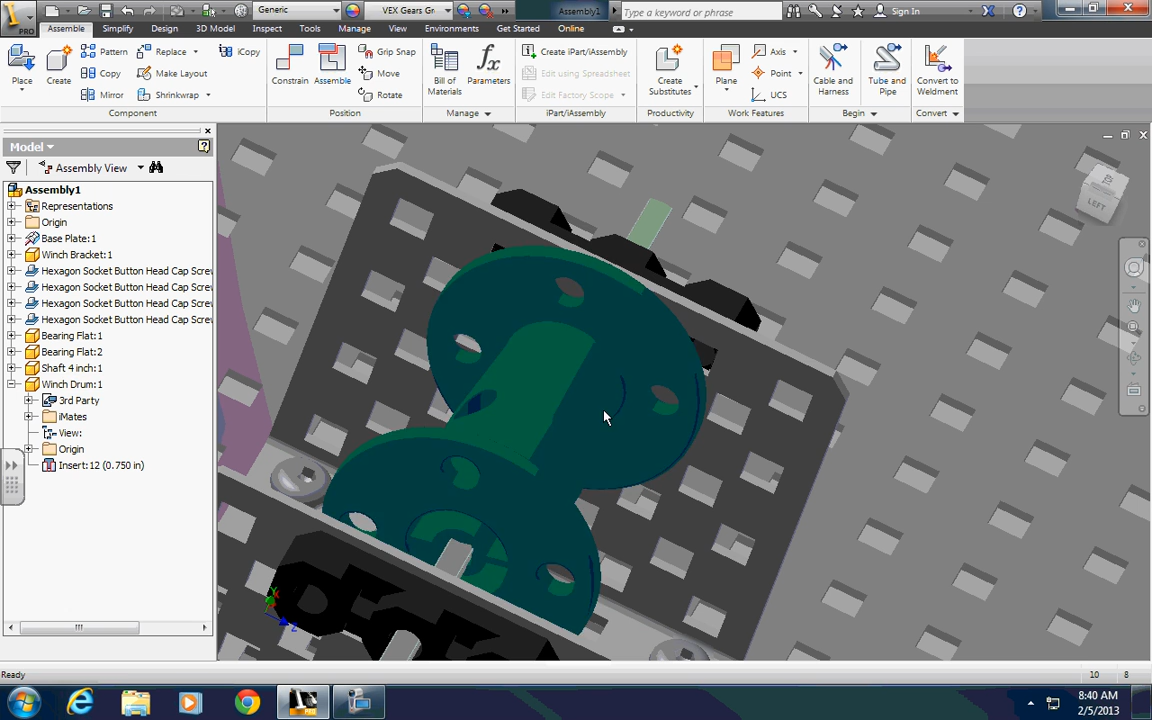 Generic
VEX Gears Gr
Assembly1
Type a keyword or phrase
Sign In
PRO
Assemble
Simplify
Design
3D Model
Inspect
Tools
Manage
View
Environments
Get Started
Online
Place
Create
Pattern
Copy
Mirror
Replace
Make Layout
Shrinkwrap
iCopy
Constrain
Assemble
Grip Snap
Move
Rotate
Bill of Materials
Parameters
Create iPart/iAssembly
Edit using Spreadsheet
Edit Factory Scope
Create Substitutes
Plane
Axis
Point
UCS
Cable and Harness
Tube and Pipe
Convert to Weldment
Component
Position
Manage
iPart/iAssembly
Productivity
Work Features
Begin
Convert
Model
Assembly View
Assembly1
Representations
Origin
Base Plate:1
Winch Bracket:1
Hexagon Socket Button Head Cap Screw
Hexagon Socket Button Head Cap Screw
Hexagon Socket Button Head Cap Screw
Hexagon Socket Button Head Cap Screw
Bearing Flat:1
Bearing Flat:2
Shaft 4 inch:1
Winch Drum:1
3rd Party
iMates
View:
Origin
Insert:12 (0.750 in)
LEFT
Y
Z
Ready
10
8
PRO
8:40 AM
2/5/2013